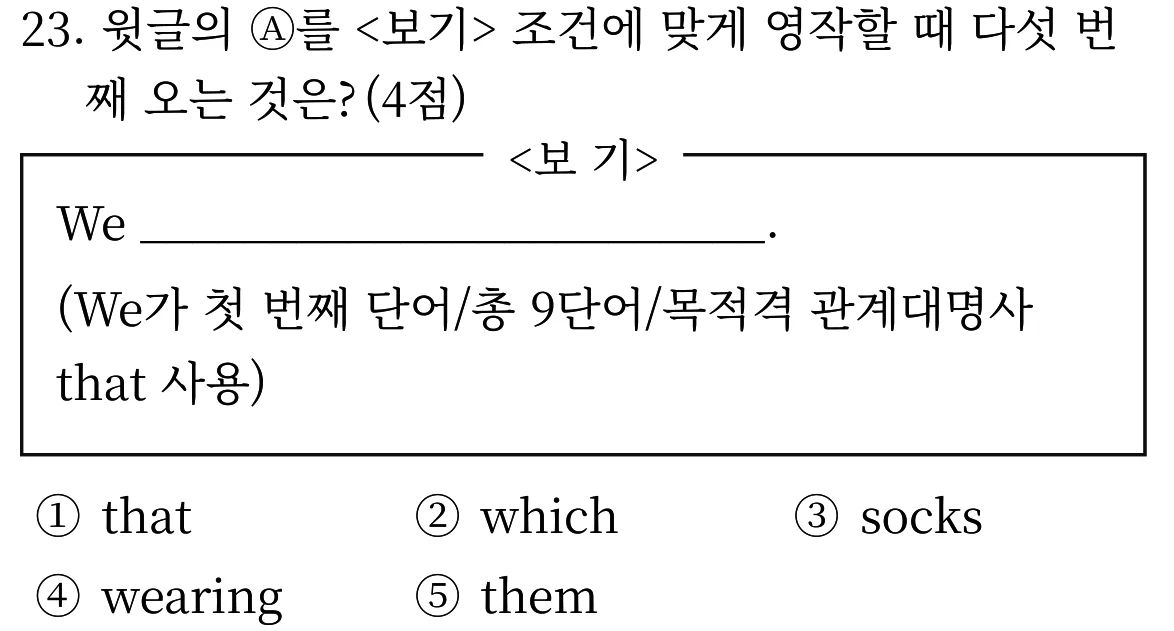 23. 윗글의 Ⓐ를 <보기> 조건에 맞게 영작할 때 다섯 번
째 오는 것은?(4점)
<보 기>
We ________________________.
(We가 첫 번째 단어/총 9단어/목적격 관계대명사
that 사용)
① that ② which ③ socks
④ wearing ⑤ them